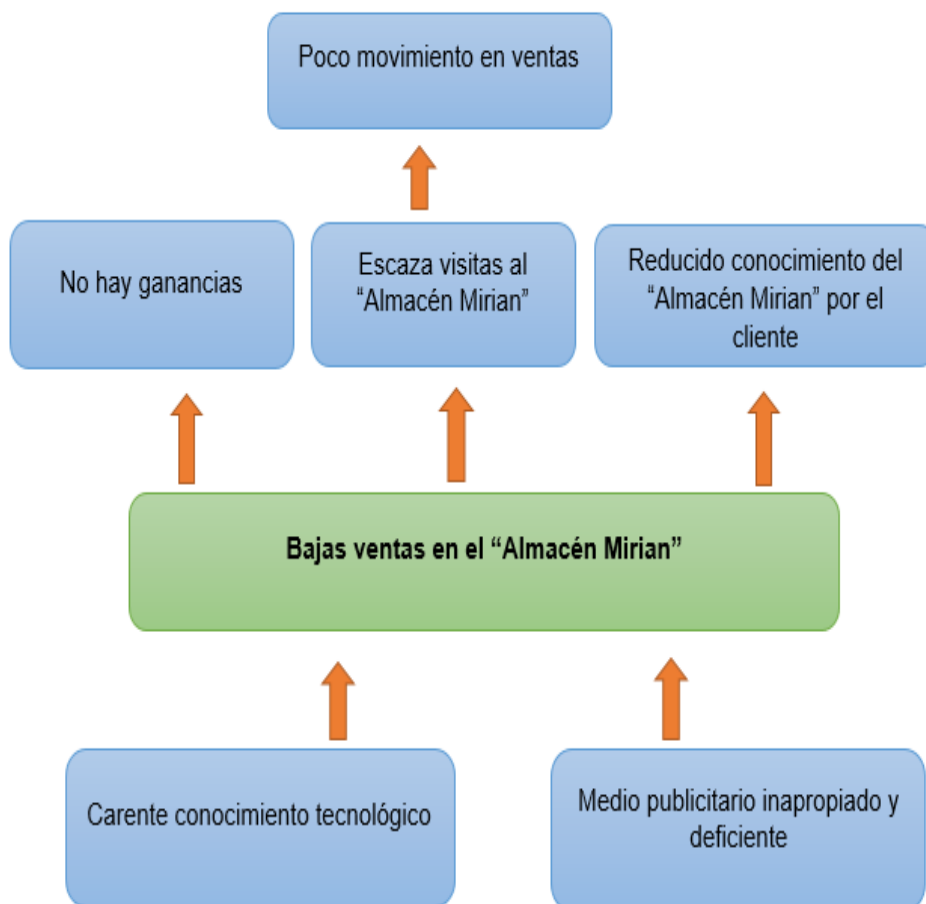 Poco movimiento en ventas
No hay ganancias
Escaza visitas al
“Almacén Mirian”
Reducido conocimiento del
“Almacén Mirian” por el
cliente
Bajas ventas en el “Almacén Mirian”
Carente conocimiento tecnológico
Medio publicitario inapropiado y
deficiente